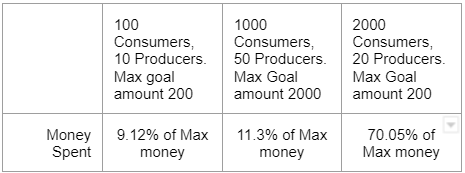 100
Consumers,
10 Producers.
Max goal
amount 200
1000
Consumers,
50 Producers.
Max Goal
amount 2000
2000
Consumers,
20 Producers.
Max Goal
amount 200
Money
Spent
9.12% of Max
money
11.3% of Max
money
70.05% of
Max money